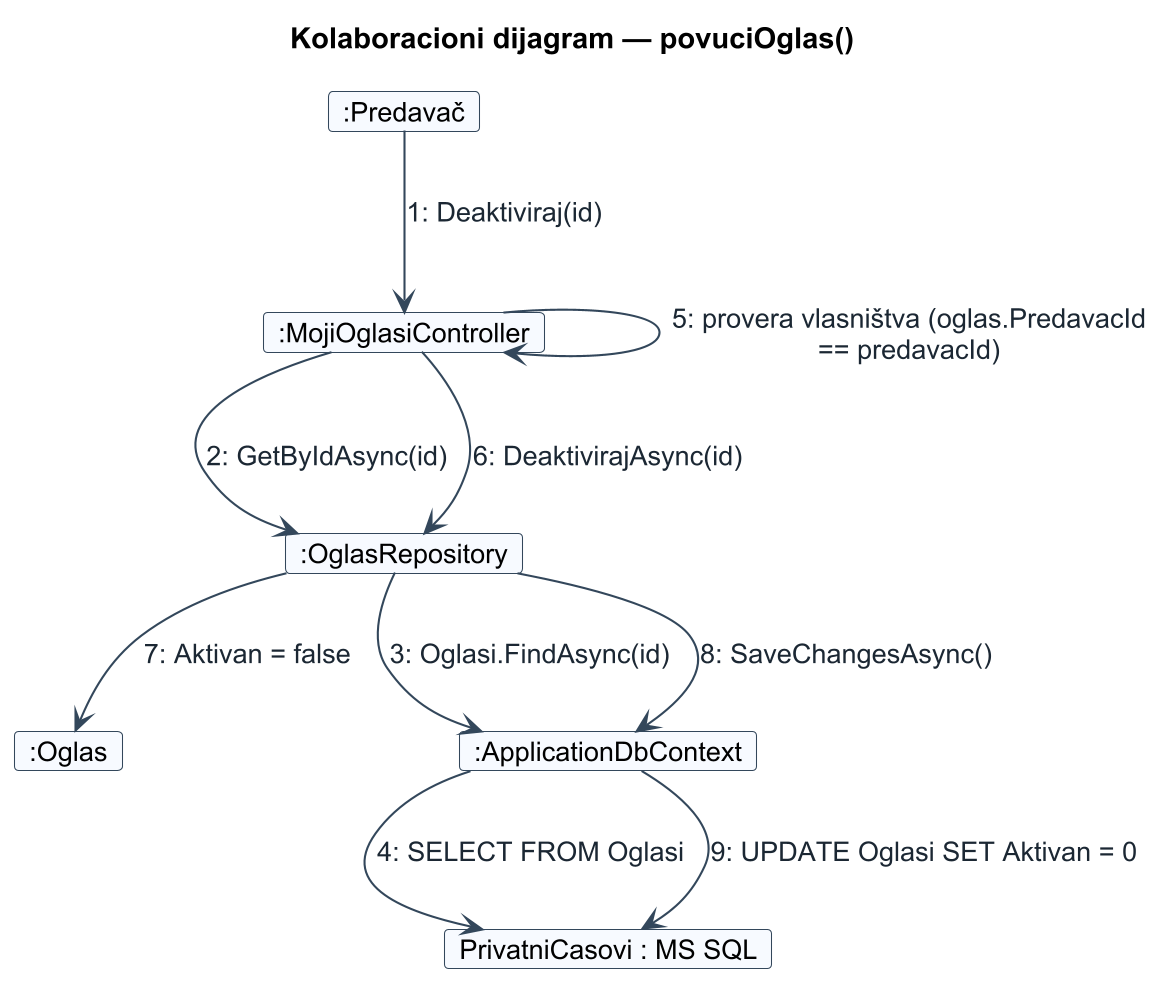 Kolaboracioni dijagram — povuciOglas()
:Predavač
1: Deaktiviraj(id)
:MojiOglasiController
5: provera vlasništva (oglas.PredavacId
== predavacId)
2: GetByIdAsync(id)
6: DeaktivirajAsync(id)
:OglasRepository
7: Aktivan = false
3: Oglasi.FindAsync(id)
8: SaveChangesAsync()
:Oglas
:ApplicationDbContext
4: SELECT FROM Oglasi
9: UPDATE Oglasi SET Aktivan = 0
PrivatniCasovi : MS SQL